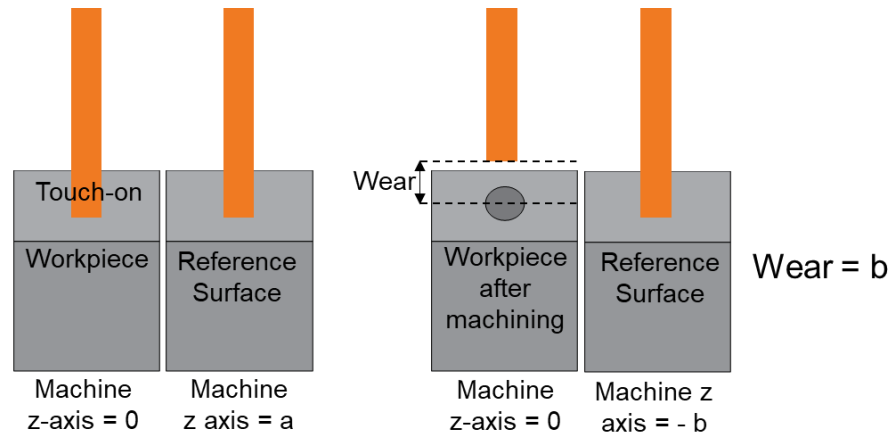 Touch-on
Workpiece
Reference
Surface
Machine
z-axis = 0
Machine
z axis = a
Wear
Workpiece
after
machining
Reference
Surface
Machine
z-axis = 0
Machine z
axis = - b
Wear = b